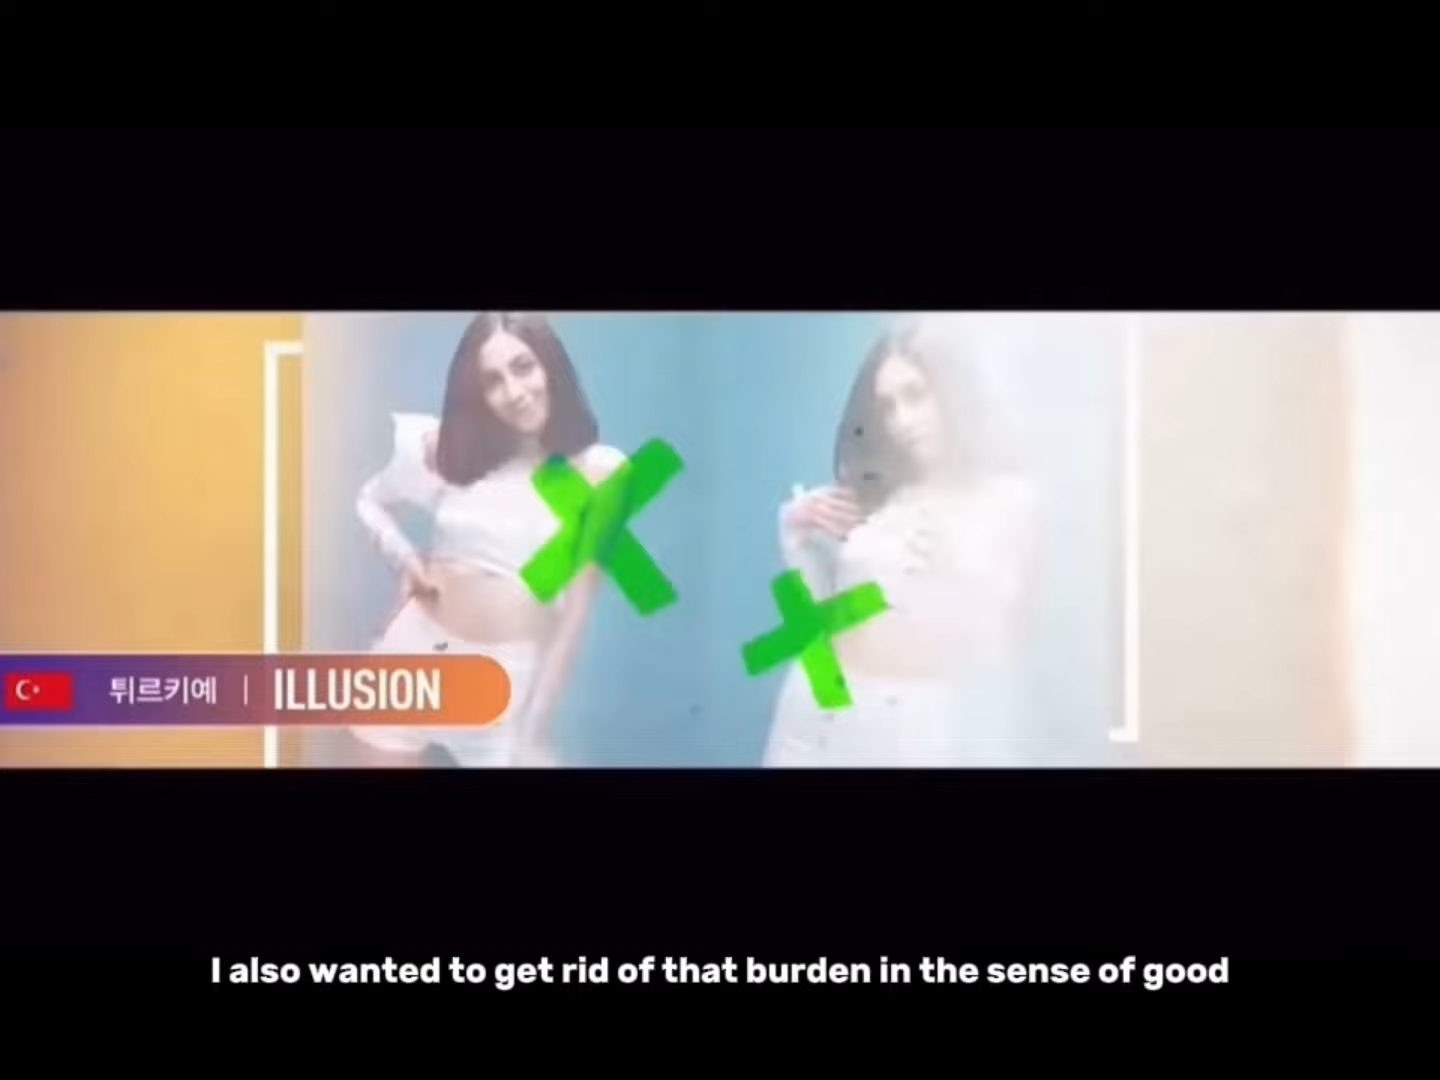 튀르키예 | ILLUSION
I also wanted to get rid of that burden in the sense of good